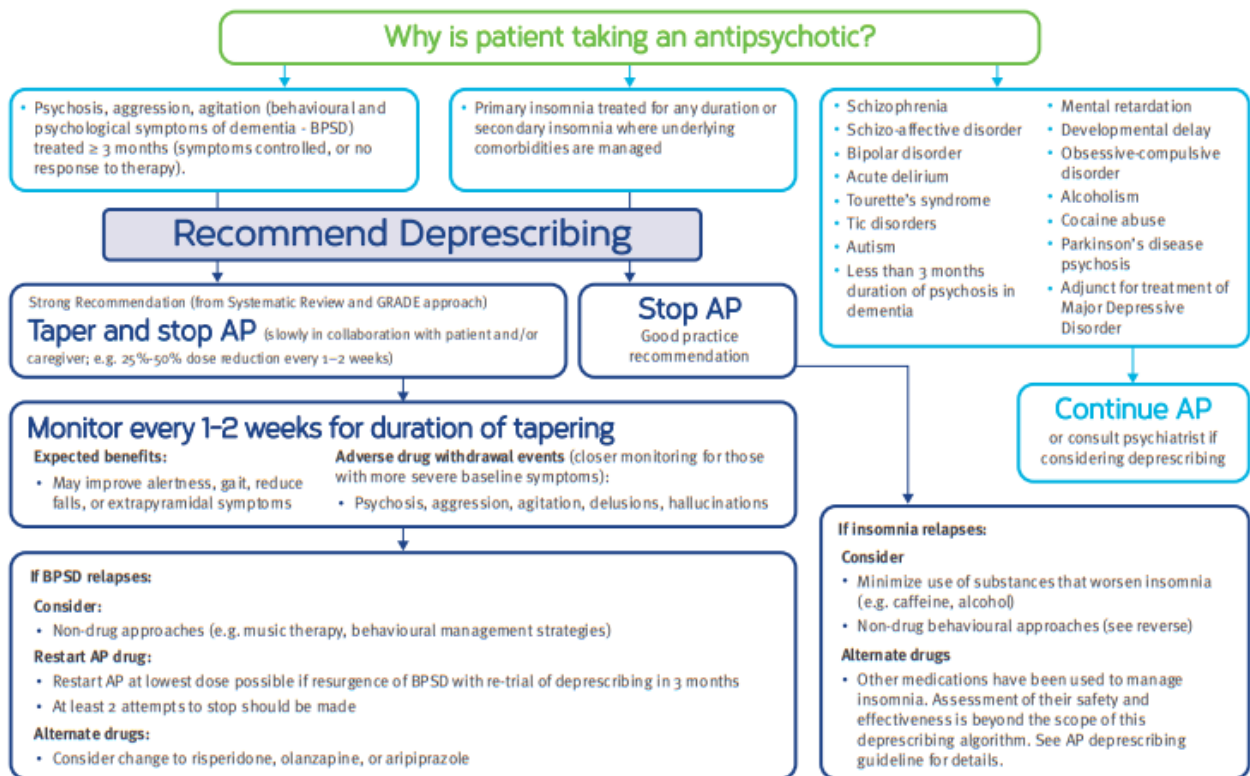 Why is patient taking an antipsychotic?
• Psychosis, aggression, agitation (behavioural and
psychological symptoms of dementia - BPSD)
treated ≥ 3 months (symptoms controlled, or no
response to therapy).
• Primary insomnia treated for any duration or
secondary insomnia where underlying
comorbidities are managed
• Schizophrenia
• Schizo-affective disorder
• Bipolar disorder
• Acute delirium
• Tourette's syndrome
• Tic disorders
• Autism
• Less than 3 months
duration of psychosis in
dementia
• Mental retardation
• Developmental delay
• Obsessive-compulsive
disorder
• Alcoholism
• Cocaine abuse
• Parkinson's disease
psychosis
• Adjunct for treatment of
Major Depressive
Disorder
Recommend Deprescribing
Strong Recommendation (from Systematic Review and GRADE approach)
Taper and stop AP (slowly in collaboration with patient and/or
caregiver; e.g. 25%-50% dose reduction every 1–2 weeks)
Stop AP
Good practice
recommendation
Continue AP
or consult psychiatrist if
considering deprescribing
Monitor every 1-2 weeks for duration of tapering
Expected benefits:
• May improve alertness, gait, reduce
falls, or extrapyramidal symptoms
Adverse drug withdrawal events (closer monitoring for those
with more severe baseline symptoms):
• Psychosis, aggression, agitation, delusions, hallucinations
If BPSD relapses:
Consider:
• Non-drug approaches (e.g. music therapy, behavioural management strategies)
Restart AP drug:
• Restart AP at lowest dose possible if resurgence of BPSD with re-trial of deprescribing in 3 months
• At least 2 attempts to stop should be made
Alternate drugs:
• Consider change to risperidone, olanzapine, or aripiprazole
If insomnia relapses:
Consider
• Minimize use of substances that worsen insomnia
(e.g. caffeine, alcohol)
• Non-drug behavioural approaches (see reverse)
Alternate drugs
• Other medications have been used to manage
insomnia. Assessment of their safety and
effectiveness is beyond the scope of this
deprescribing algorithm. See AP deprescribing
guideline for details.